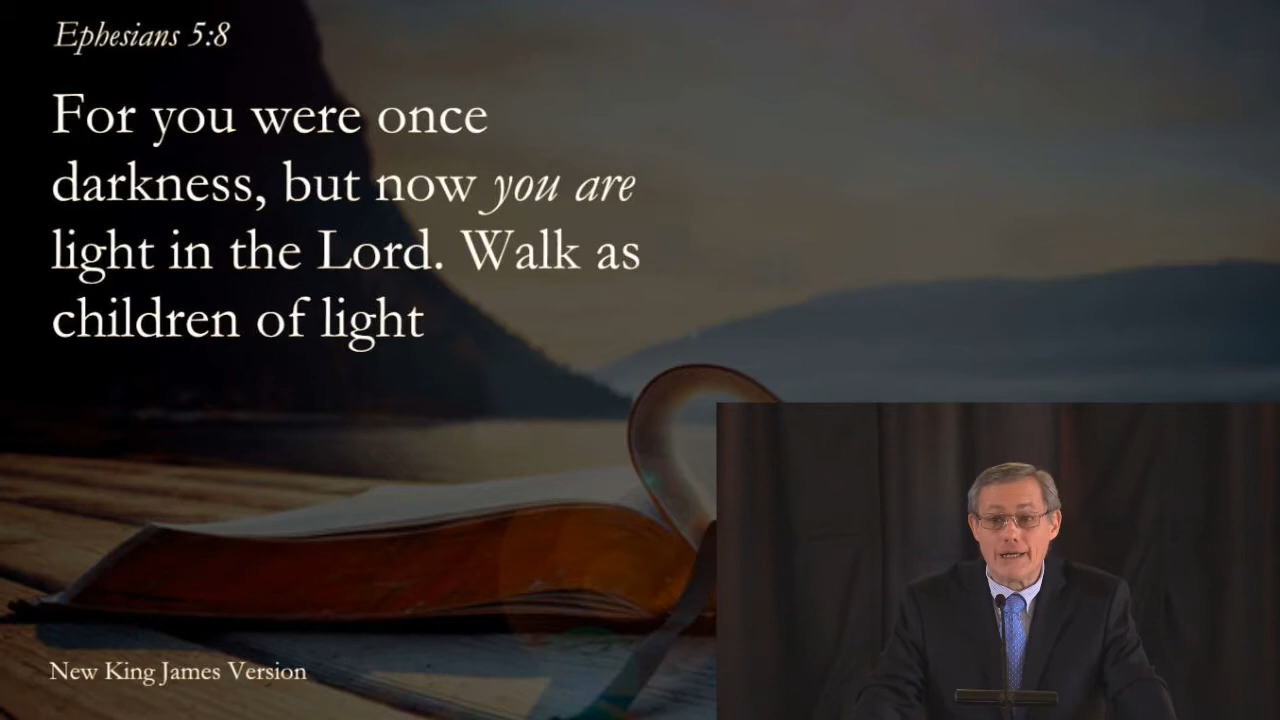 Ephesians 5:8
For you were once
darkness, but now you are
light in the Lord. Walk as
children of light
New King James Version